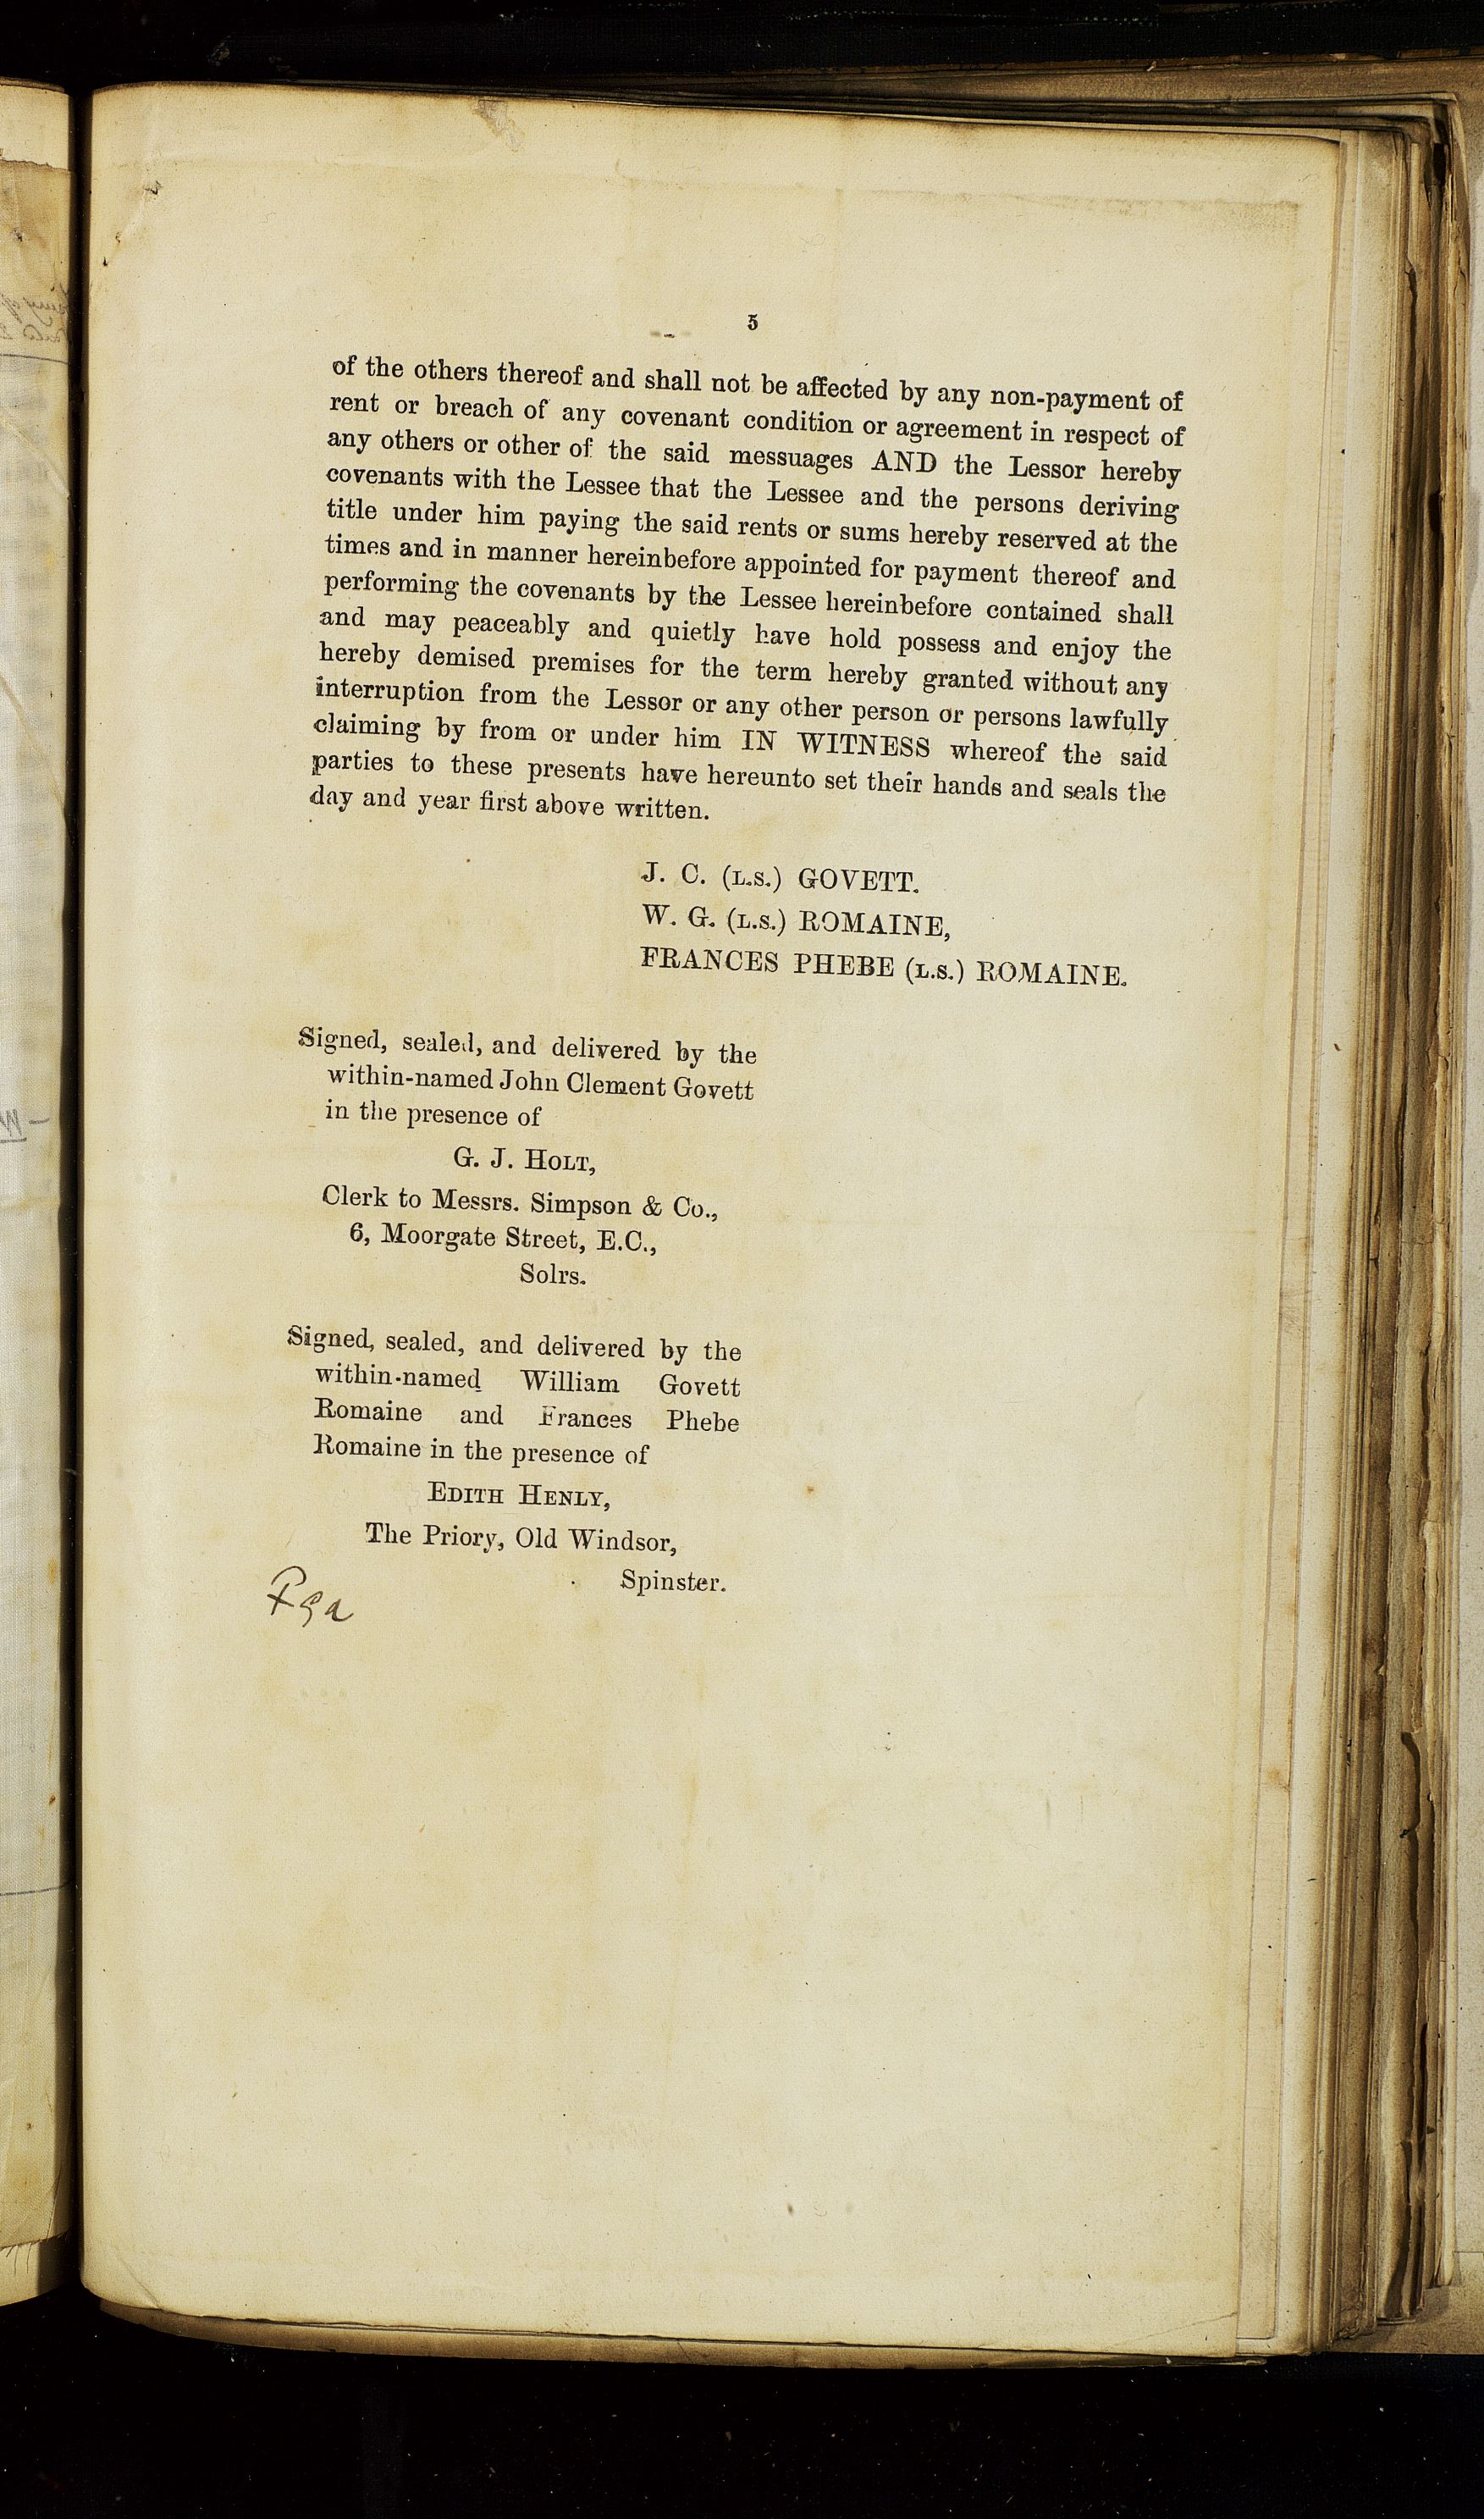 5
of the others thereof and shall not be affected by any non-payment of
rent or breach of any covenant condition or agreement in respect of
any others or other of the said messuages AND the Lessor hereby
covenants with the Lessee that the Lessee and the persons deriving
title under him paying the said rents or sums hereby reserved at the
times and in manner hereinbefore appointed for payment thereof and
performing the covenants by the Lessee hereinbefore contained shall
and may peaceably and quietly have hold possess and enjoy the
hereby demised premises for the term hereby granted without any
interruption from the Lessor or any other person or persons lawfully
claiming by from or under him IN WITNESS whereof the said
parties to these presents have hereunto set their hands and seals the
day and year first above written.
J. C. (L.S.) GOVETT.
W. G. (L.S.) ROMAINE,
FRANCES PHEBE (L.S.) ROMAINE.
Signed, sealed, and delivered by the
within-named John Clement Govett
in the presence of
G. J. HOLT,
Clerk to Messrs. Simpson & Co.,
6, Moorgate Street, E.C.,
Solrs.
Signed, sealed, and delivered by the
within-named William Govett
Romaine and Frances Phebe
Romaine in the presence of
EDITH HENLY,
The Priory, Old Windsor,
Spinster.